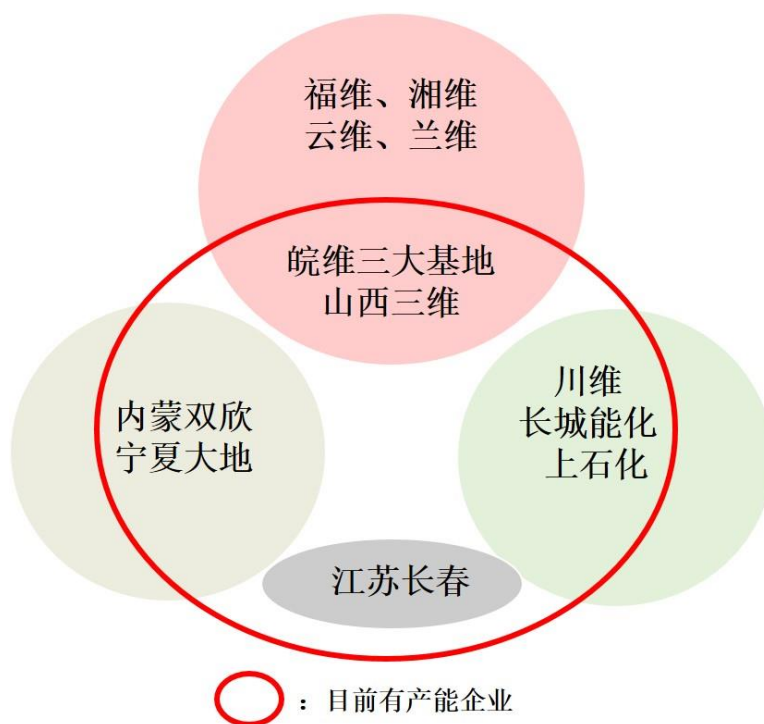 福维、湘维
云维、兰维
皖维三大基地
山西三维
内蒙双欣
宁夏大地
川维
长城能化
上石化
江苏长春
：目前有产能企业